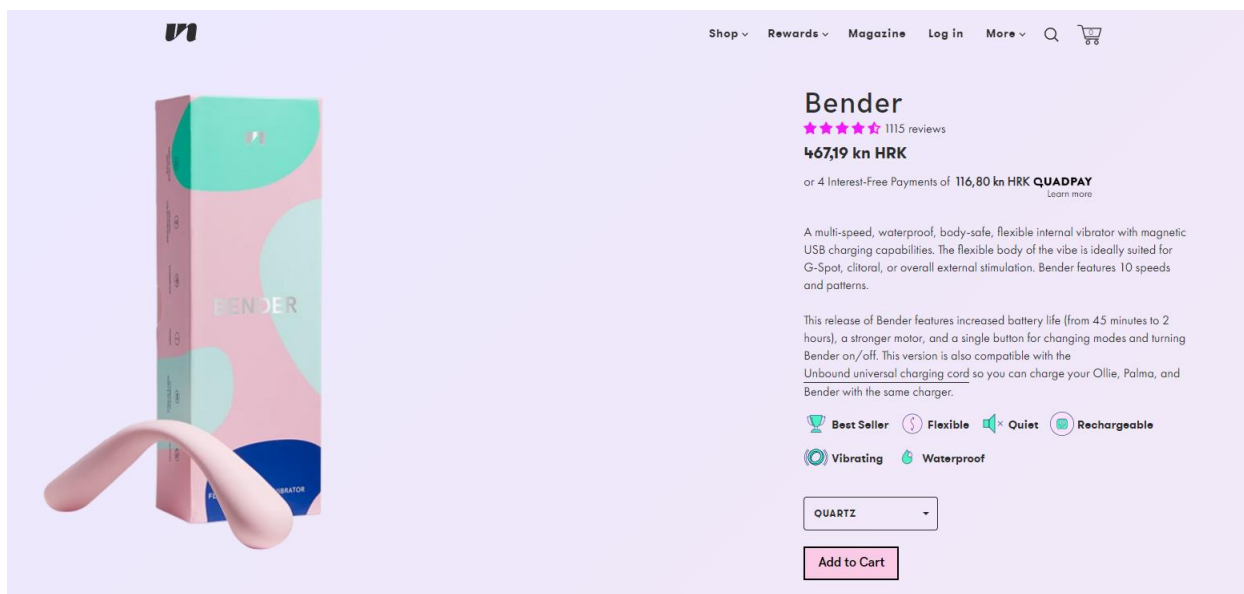 Shop
Rewards
Magazine
Log in
More
0
Bender
1115 reviews
467,19 kn HRK
or 4 Interest-Free Payments of 116,80 kn HRK QUADPAY
Learn more
A multi-speed, waterproof, body-safe, flexible internal vibrator with magnetic
USB charging capabilities. The flexible body of the vibe is ideally suited for
G-Spot, clitoral, or overall external stimulation. Bender features 10 speeds
and patterns.
This release of Bender features increased battery life (from 45 minutes to 2
hours), a stronger motor, and a single button for changing modes and turning
Bender on/off. This version is also compatible with the
Unbound universal charging cord so you can charge your Ollie, Palma, and
Bender with the same charger.
Best Seller
Flexible
Quiet
Rechargeable
Vibrating
Waterproof
QUARTZ
Add to Cart
BENDER